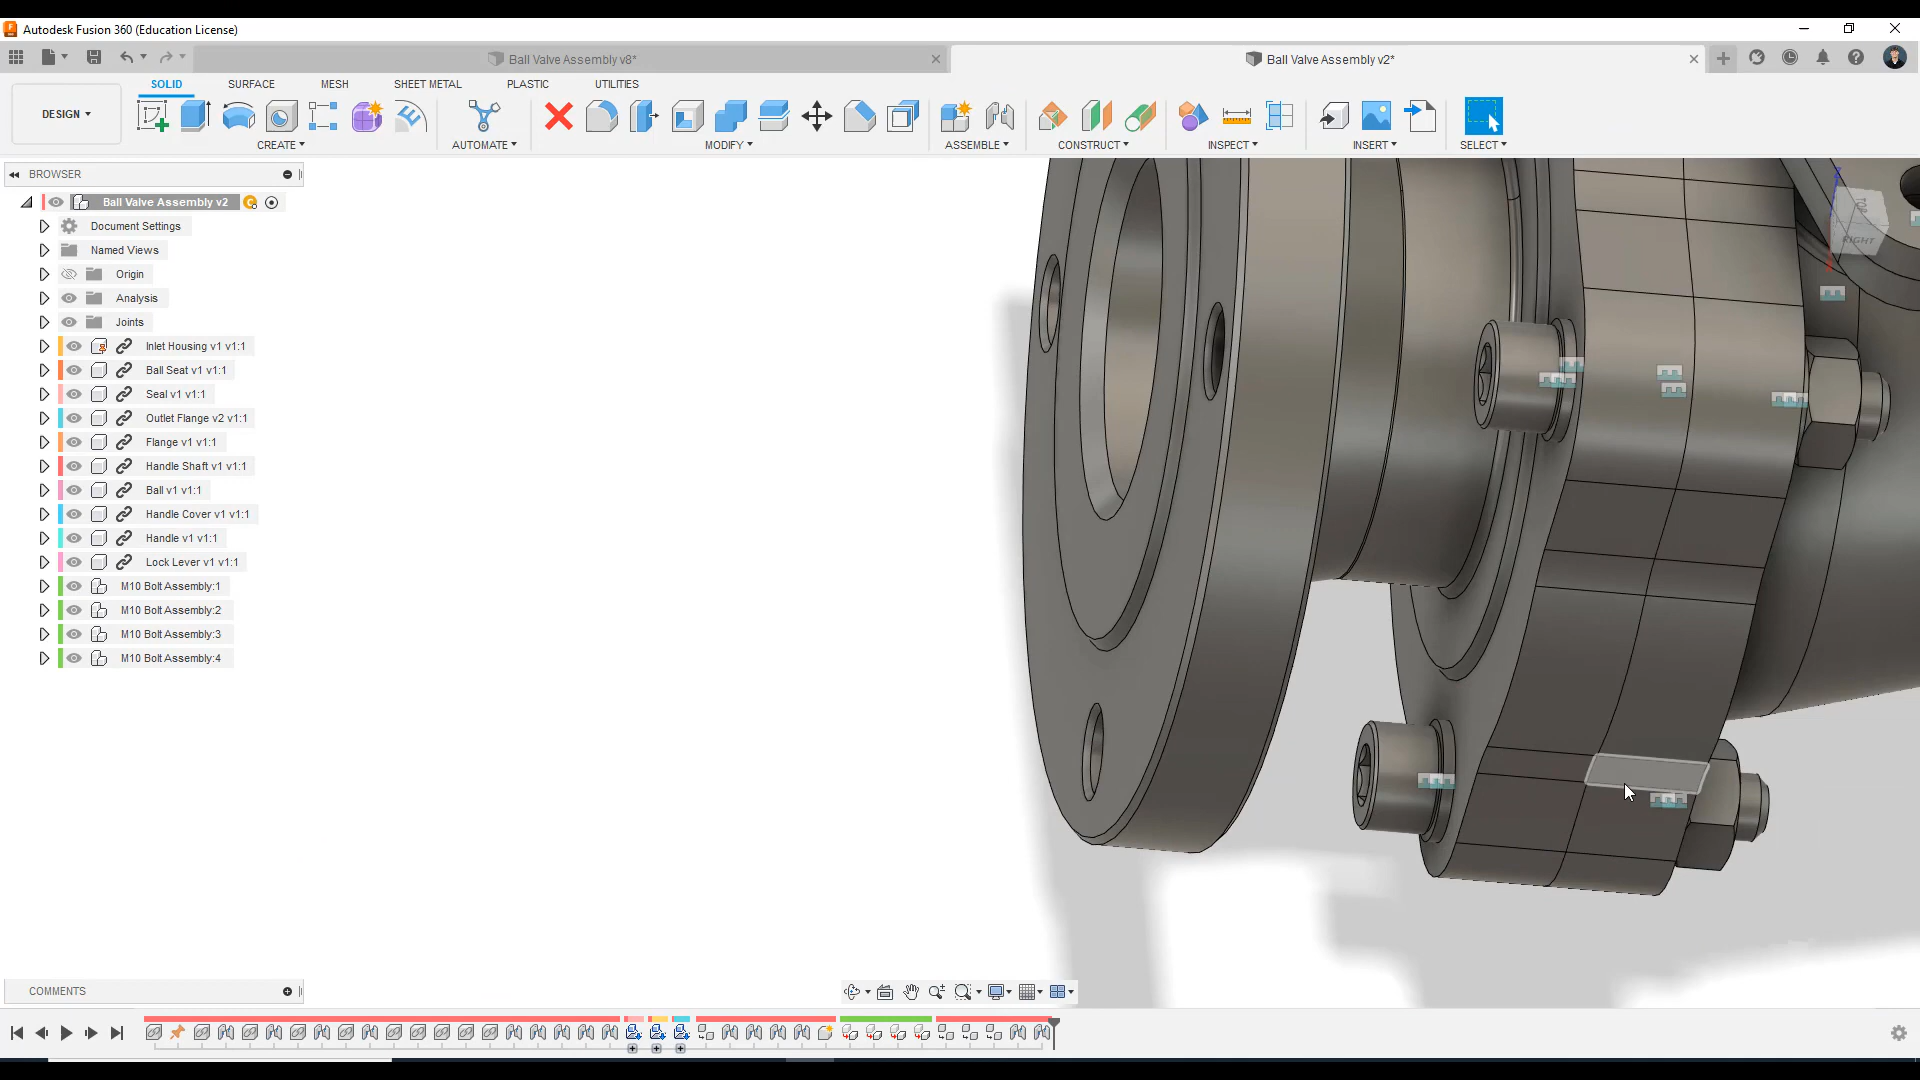 Autodesk Fusion 360 (Education License)
Ball Valve Assembly v8*
Ball Valve Assembly v2*
SOLID
SURFACE
MESH
SHEET METAL
PLASTIC
UTILITIES
DESIGN
CREATE
AUTOMATE
MODIFY
ASSEMBLE
CONSTRUCT
INSPECT
INSERT
SELECT
BROWSER
Ball Valve Assembly v2
Document Settings
Named Views
Origin
Analysis
Joints
Inlet Housing v1 v1:1
Ball Seat v1 v1:1
Seal v1 v1:1
Outlet Flange v2 v1:1
Flange v1 v1:1
Handle Shaft v1 v1:1
Ball v1 v1:1
Handle Cover v1 v1:1
Handle v1 v1:1
Lock Lever v1 v1:1
M10 Bolt Assembly:1
M10 Bolt Assembly:2
M10 Bolt Assembly:3
M10 Bolt Assembly:4
TOP
RIGHT
COMMENTS